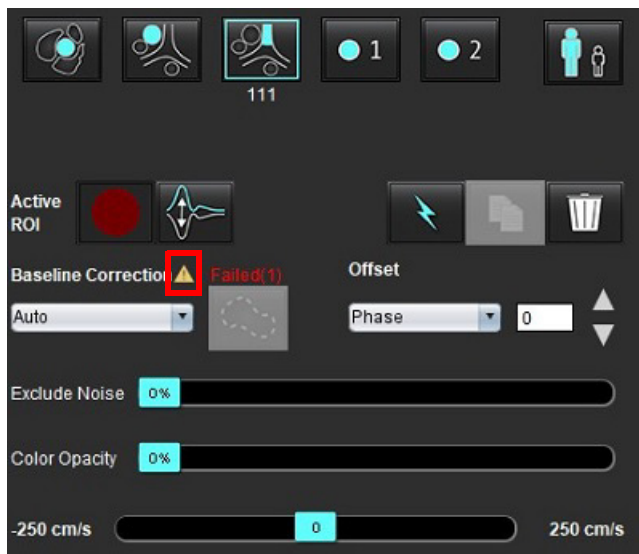 1
2
111
Active
ROI
Baseline Correction Failed(1)
Offset
Auto
Phase
0
Exclude Noise 0%
Color Opacity 0%
-250 cm/s 0 250 cm/s